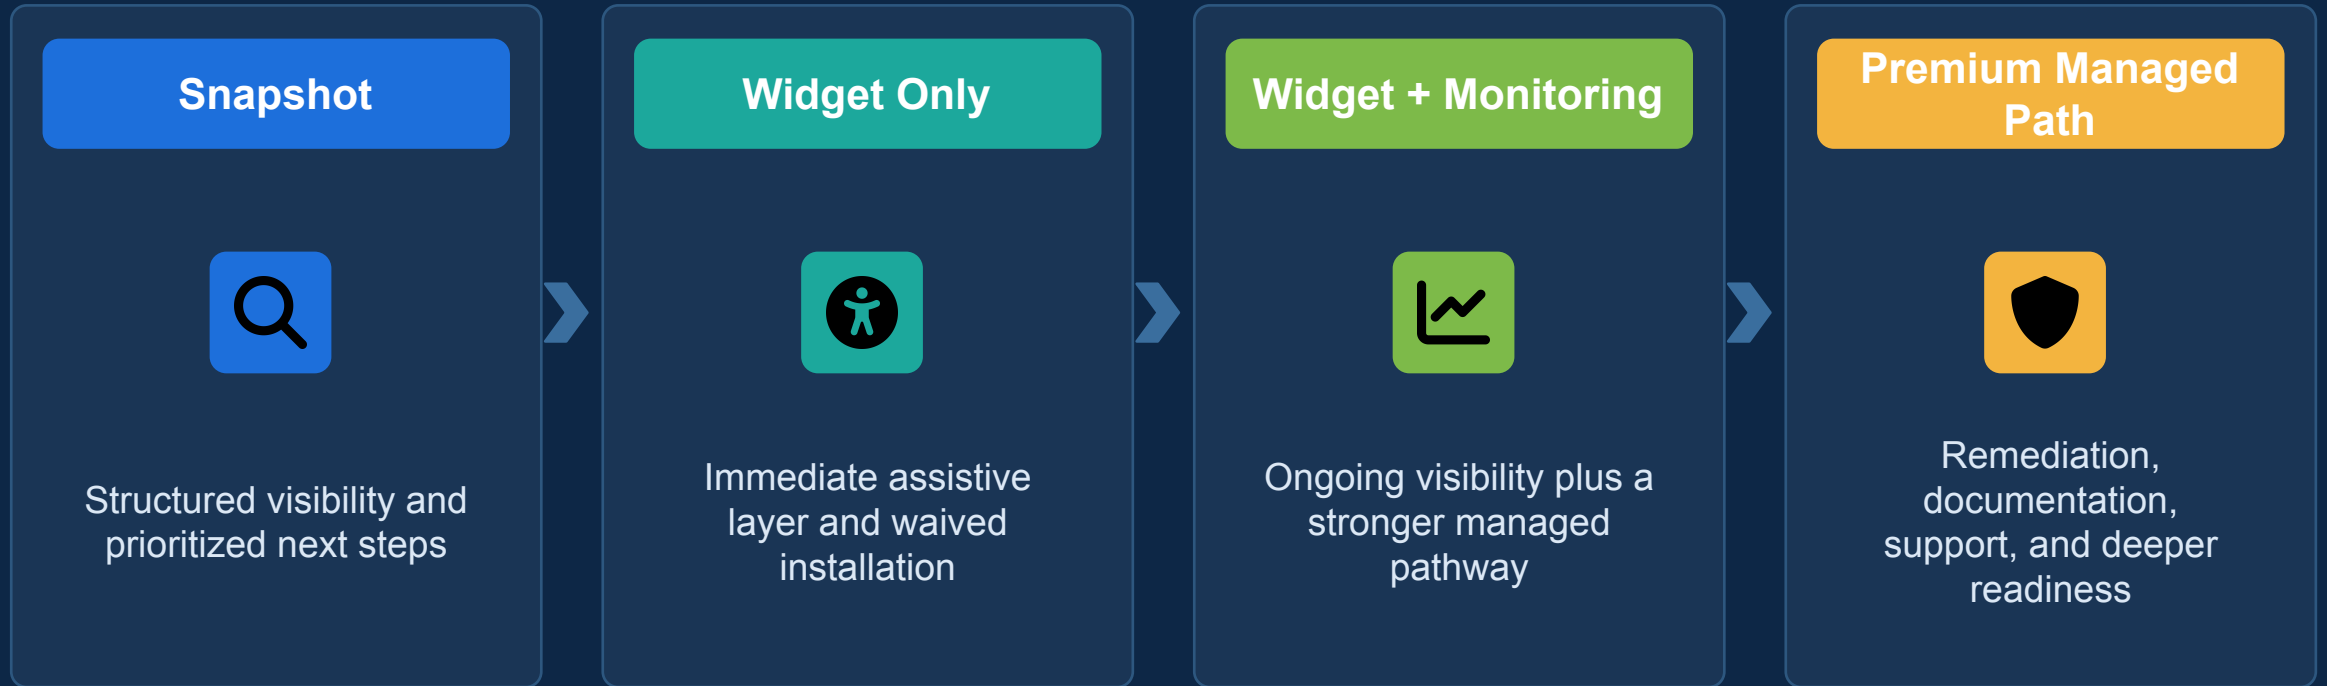 Snapshot
Structured visibility and
prioritized next steps
Widget Only
Immediate assistive
layer and waived
installation
Widget + Monitoring
Ongoing visibility plus a
stronger managed
pathway
Premium Managed
Path
Remediation,
documentation,
support, and deeper
readiness